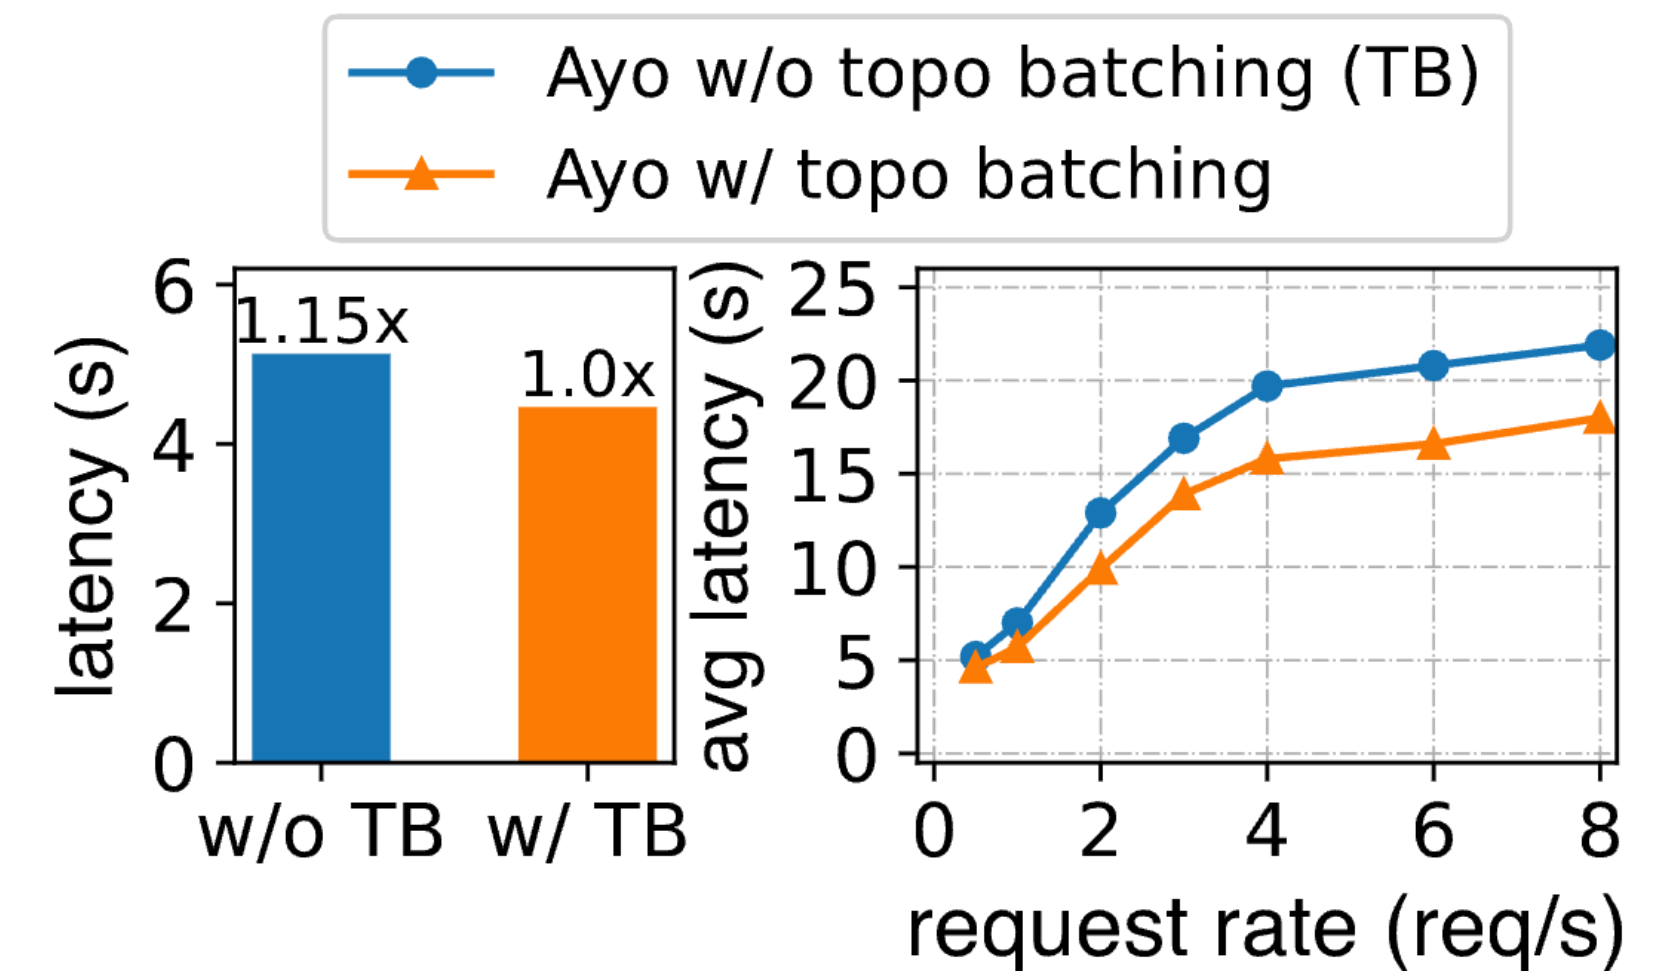 Ayo w/o topo batching (TB)
Ayo w/ topo batching
latency (s)
6
4
2
0
1.15x
1.0x
w/o TB
w/ TB
avg latency (s)
25
20
15
10
5
0
0 2 4 6 8
request rate (req/s)